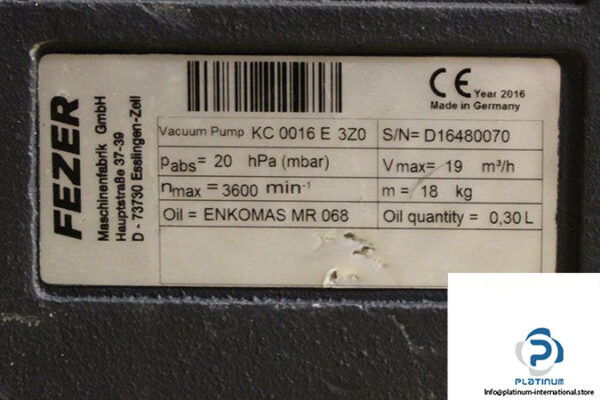 FEZER
Maschinenfabrik GmbH
Hauptstraße 37-39
D - 73730 Esslingen-Zell
CE Year 2016
Made in Germany
Vacuum Pump KC 0016 E 3Z0 S/N= D16480070
pabs= 20 hPa (mbar) Vmax= 19 m³/h
nmax = 3600 min-1 m = 18 kg
Oil = ENKOMAS MR 068 Oil quantity = 0,30 L
PLATINUM
Info@platinum-international.store